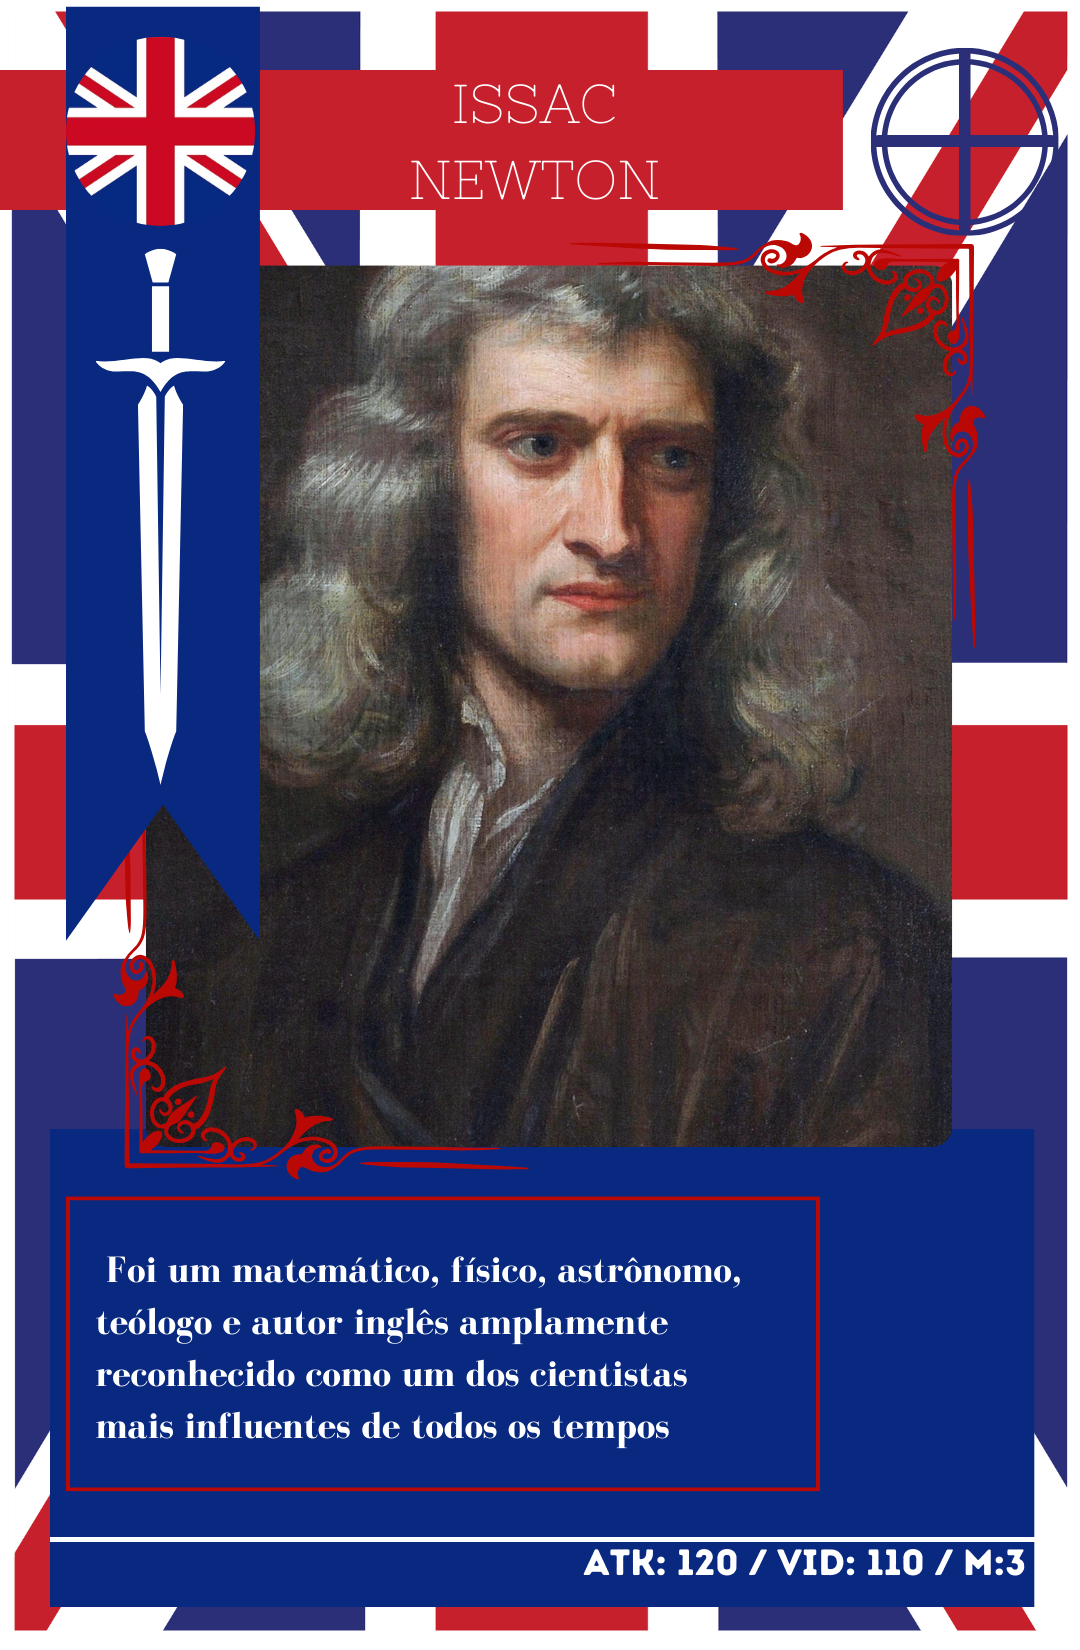 ISSAC
NEWTON
Foi um matemático, físico, astrônomo,
teólogo e autor inglês amplamente
reconhecido como um dos cientistas
mais influentes de todos os tempos
ATK: 120 / VID: 110 / M:3